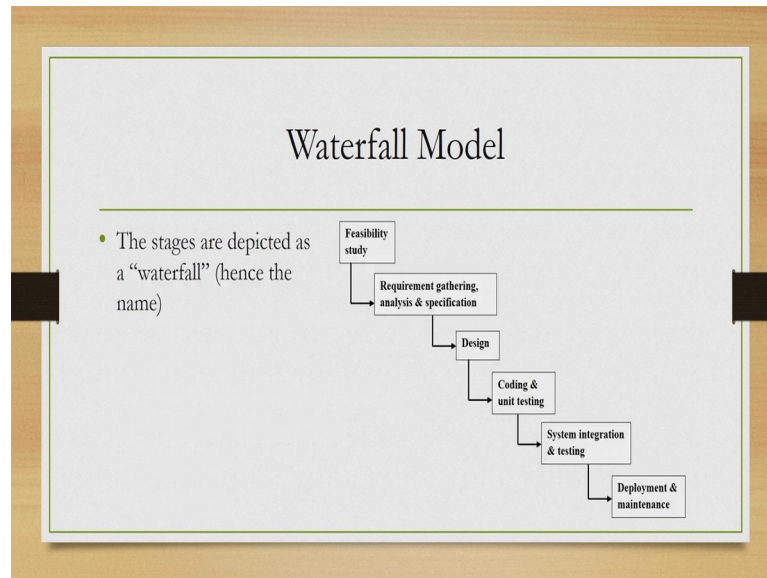 Waterfall Model
• The stages are depicted as
a “waterfall” (hence the
name)
Feasibility
study
Requirement gathering,
analysis & specification
Design
Coding &
unit testing
System integration
& testing
Deployment &
maintenance